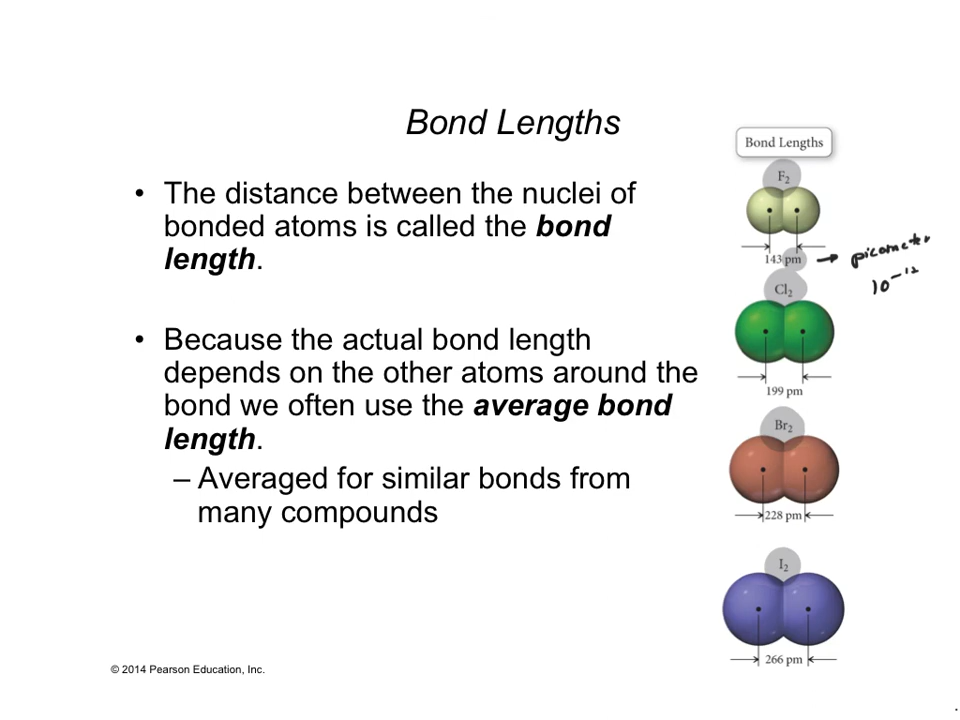 Bond Lengths
• The distance between the nuclei of
bonded atoms is called the bond
length.
• Because the actual bond length
depends on the other atoms around the
bond we often use the average bond
length.
– Averaged for similar bonds from
many compounds
Bond Lengths
F₂
143 pm → picometer
10⁻¹²
Cl₂
199 pm
Br₂
228 pm
I₂
266 pm
© 2014 Pearson Education, Inc.